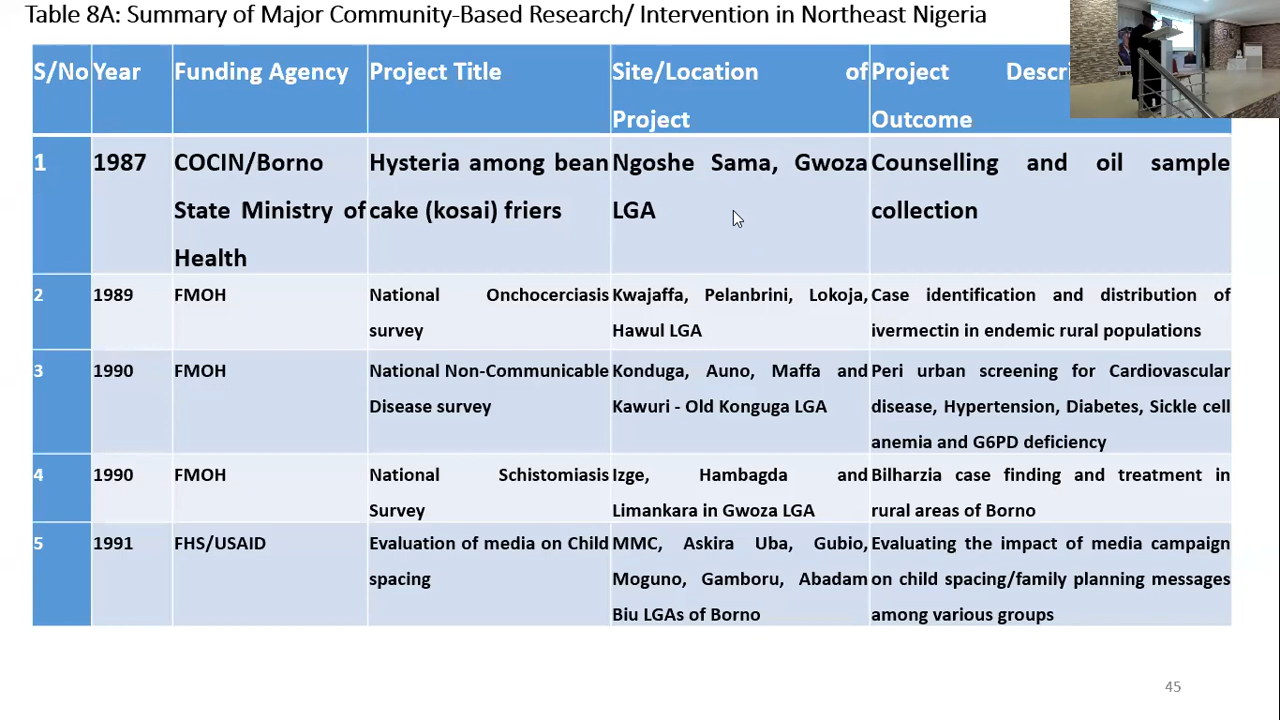 Table 8A: Summary of Major Community-Based Research/ Intervention in Northeast Nigeria
S/No Year Funding Agency Project Title Site/Location of Project Project Outcome
1 1987 COCIN/Borno State Ministry of Health Hysteria among bean cake (kosai) friers Ngoshe Sama, Gwoza LGA Counselling and oil sample collection
2 1989 FMOH National Onchocerciasis survey Kwajaffa, Pelanbrini, Lokoja, Hawul LGA Case identification and distribution of ivermectin in endemic rural populations
3 1990 FMOH National Non-Communicable Disease survey Konduga, Auno, Maffa and Kawuri - Old Konguga LGA Peri urban screening for Cardiovascular disease, Hypertension, Diabetes, Sickle cell anemia and G6PD deficiency
4 1990 FMOH National Schistomiasis Survey Izge, Hambagda and Limankara in Gwoza LGA Bilharzia case finding and treatment in rural areas of Borno
5 1991 FHS/USAID Evaluation of media on Child spacing MMC, Askira Uba, Gubio, Moguno, Gamboru, Abadam Biu LGAs of Borno Evaluating the impact of media campaign on child spacing/family planning messages among various groups
45